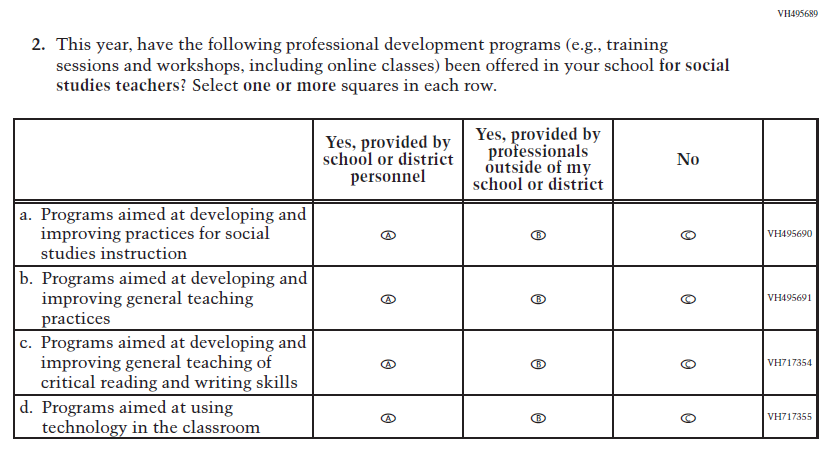 VH495689
2. This year, have the following professional development programs (e.g., training
sessions and workshops, including online classes) been offered in your school for social
studies teachers? Select one or more squares in each row.
Yes, provided by
school or district
personnel
Yes, provided by
professionals
outside of my
school or district
No
a. Programs aimed at developing and
improving practices for social
studies instruction
A
B
C
VH495690
b. Programs aimed at developing and
improving general teaching
practices
A
B
C
VH495691
c. Programs aimed at developing and
improving general teaching of
critical reading and writing skills
A
B
C
VH717354
d. Programs aimed at using
technology in the classroom
A
B
C
VH717355